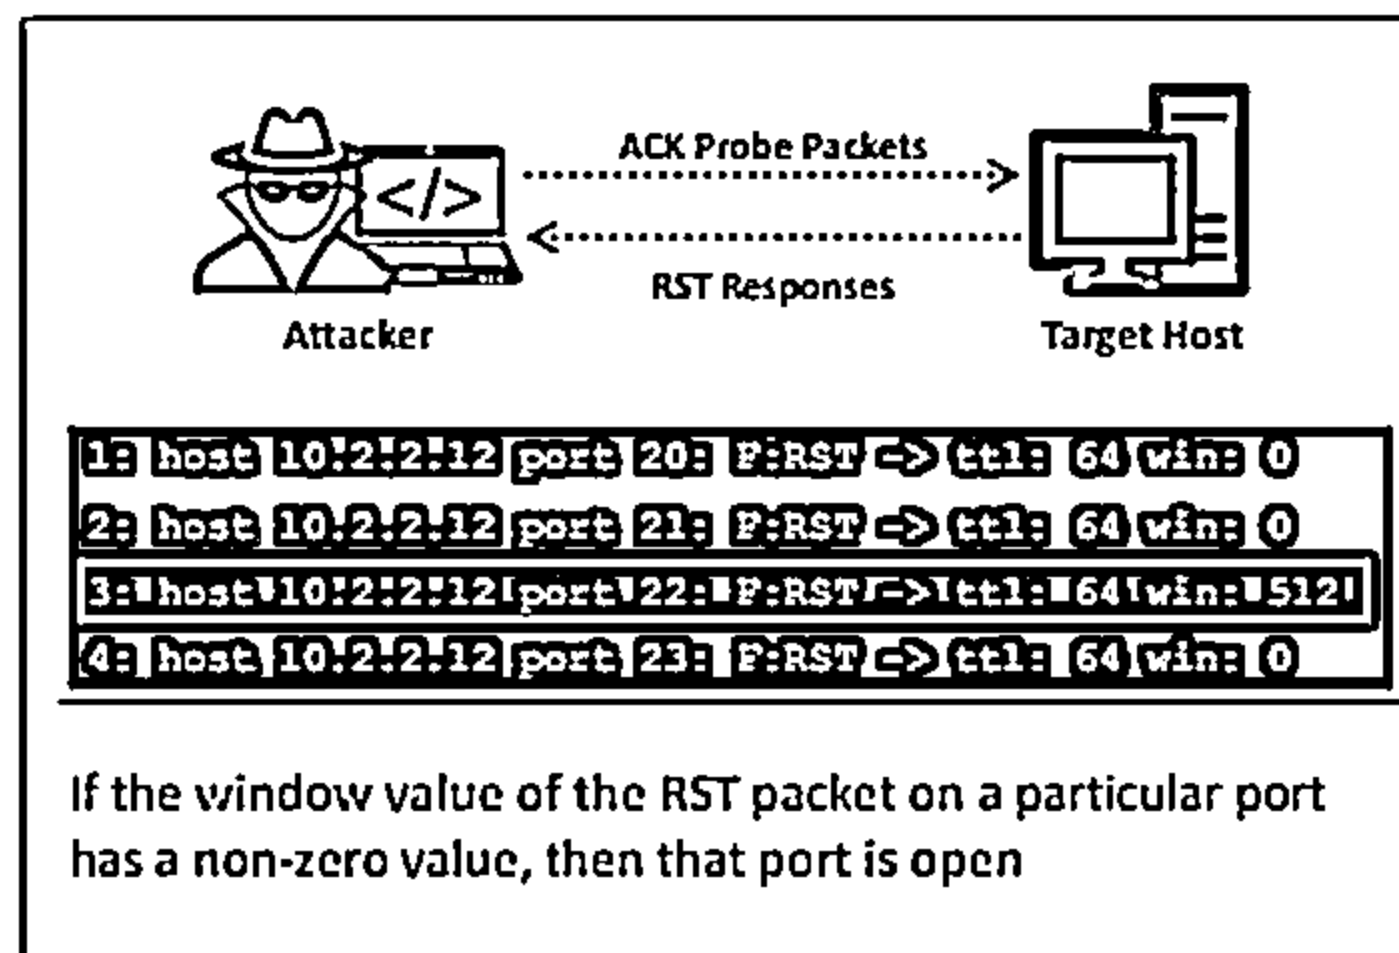 ACK Probe Packets
</>
RST Responses
Attacker
Target Host
1: host 10.2.2.12 port 20: F:RST -> ttl: 64 win: 0
2: host 10.2.2.12 port 21: F:RST -> ttl: 64 win: 0
3: host 10.2.2.12 port 22: F:RST -> ttl: 64 win: 512
4: host 10.2.2.12 port 23: F:RST -> ttl: 64 win: 0
If the window value of the RST packet on a particular port
has a non-zero value, then that port is open